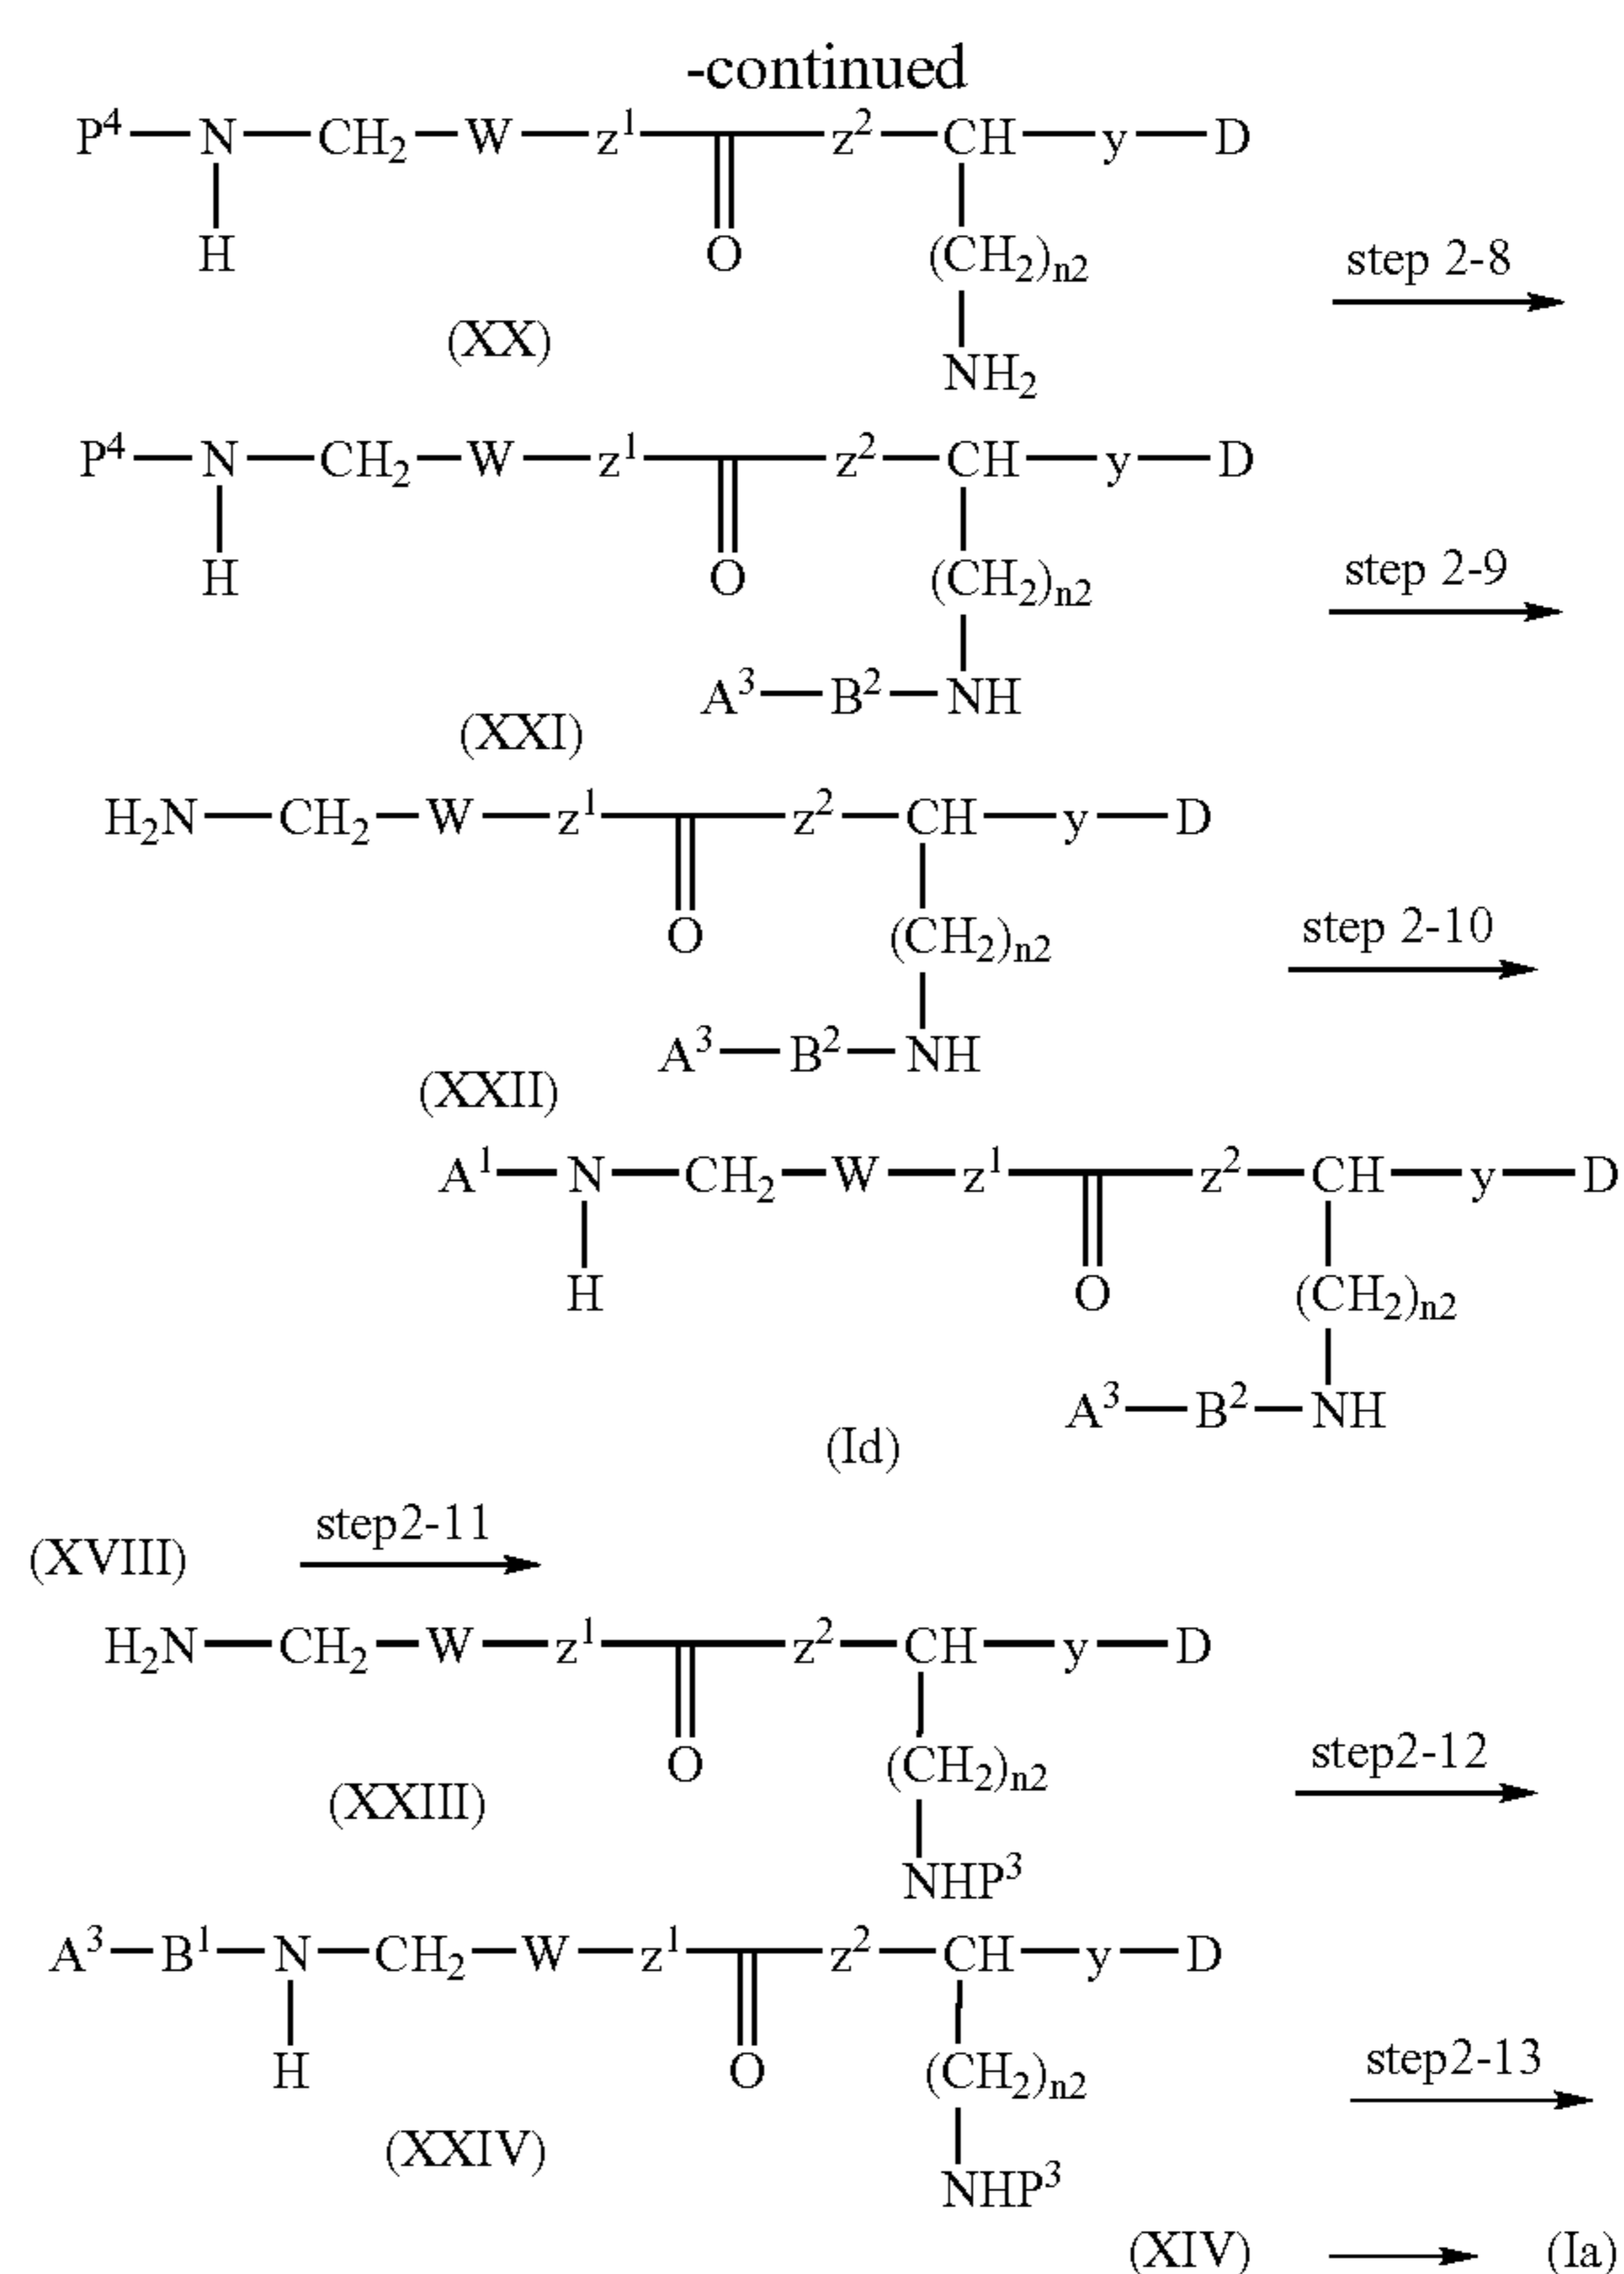 -continued
P⁴—N—CH₂—W—z¹—z²—CH—y—D
H O (CH₂)ₙ₂ step 2-8
(XX) NH₂
P⁴—N—CH₂—W—z¹—z²—CH—y—D
H O (CH₂)ₙ₂ step 2-9
A³—B²—NH
(XXI)
H₂N—CH₂—W—z¹—z²—CH—y—D
O (CH₂)ₙ₂ step 2-10
A³—B²—NH
(XXII)
A¹—N—CH₂—W—z¹—z²—CH—y—D
H O (CH₂)ₙ₂
A³—B²—NH
(Id)
(XVIII) step2-11
H₂N—CH₂—W—z¹—z²—CH—y—D
O (CH₂)ₙ₂ step2-12
(XXIII)
NHP³
A³—B¹—N—CH₂—W—z¹—z²—CH—y—D
H O (CH₂)ₙ₂ step2-13
(XXIV)
NHP³
(XIV) → (Ia)